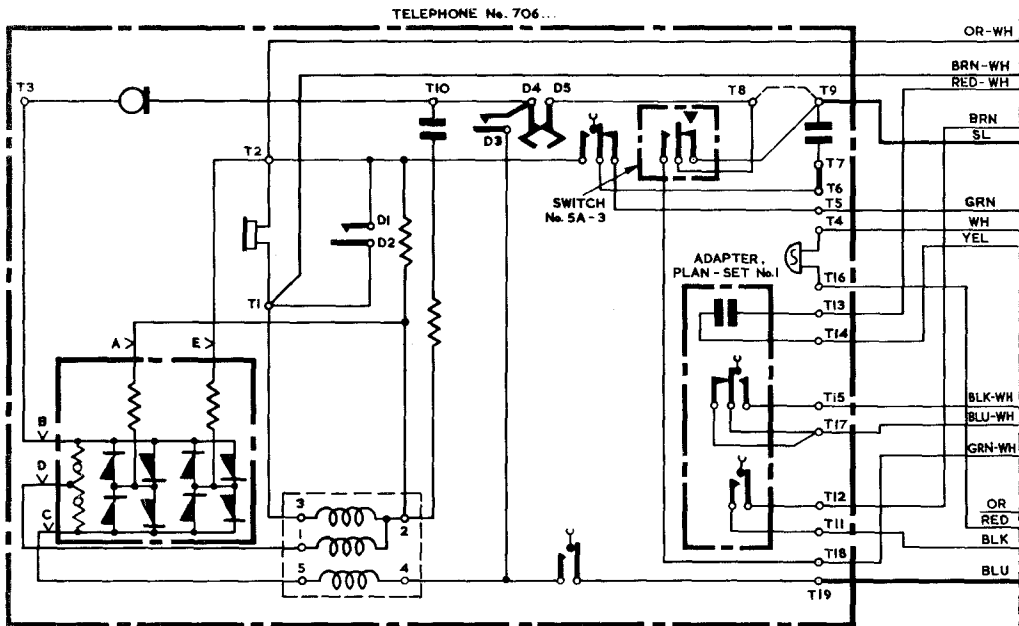 TELEPHONE No. 706...
OR-WH
BRN-WH
RED-WH
T3
T10
D4
D5
T8
T9
BRN
SL
D3
T2
T7
T6
SWITCH
No. 5A-3
T5
GRN
T4
WH
YEL
D1
D2
S
ADAPTER,
PLAN-SET No.1
T16
T1
T13
T14
A
E
T15
BLK-WH
BLU-WH
T17
B
GRN-WH
D
C
3
2
1
T12
OR
RED
T11
BLK
5
4
T18
BLU
T19